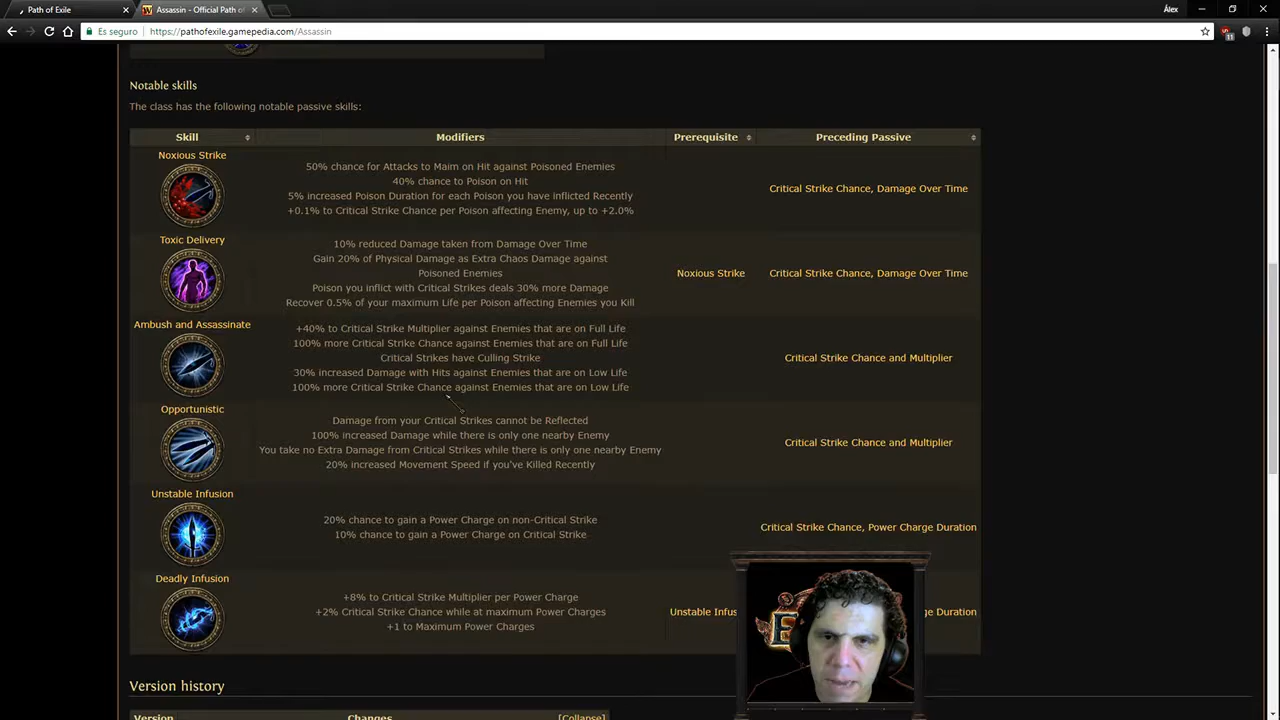 Path of Exile
Assassin - Official Path of
Álex
Es seguro
https://pathofexile.gamepedia.com/Assassin
11
Notable skills
The class has the following notable passive skills:
Skill Modifiers Prerequisite Preceding Passive
Noxious Strike
50% chance for Attacks to Maim on Hit against Poisoned Enemies
40% chance to Poison on Hit
5% increased Poison Duration for each Poison you have inflicted Recently
+0.1% to Critical Strike Chance per Poison affecting Enemy, up to +2.0%
Critical Strike Chance, Damage Over Time
Toxic Delivery
10% reduced Damage taken from Damage Over Time
Gain 20% of Physical Damage as Extra Chaos Damage against
Poisoned Enemies
Poison you inflict with Critical Strikes deals 30% more Damage
Recover 0.5% of your maximum Life per Poison affecting Enemies you Kill
Noxious Strike
Critical Strike Chance, Damage Over Time
Ambush and Assassinate
+40% to Critical Strike Multiplier against Enemies that are on Full Life
100% more Critical Strike Chance against Enemies that are on Full Life
Critical Strikes have Culling Strike
30% increased Damage with Hits against Enemies that are on Low Life
100% more Critical Strike Chance against Enemies that are on Low Life
Critical Strike Chance and Multiplier
Opportunistic
Damage from your Critical Strikes cannot be Reflected
100% increased Damage while there is only one nearby Enemy
You take no Extra Damage from Critical Strikes while there is only one nearby Enemy
20% increased Movement Speed if you've Killed Recently
Critical Strike Chance and Multiplier
Unstable Infusion
20% chance to gain a Power Charge on non-Critical Strike
10% chance to gain a Power Charge on Critical Strike
Critical Strike Chance, Power Charge Duration
Deadly Infusion
+8% to Critical Strike Multiplier per Power Charge
+2% Critical Strike Chance while at maximum Power Charges
+1 to Maximum Power Charges
Unstable Infus
ge Duration
E
Version history
Version Changes [Collapse]